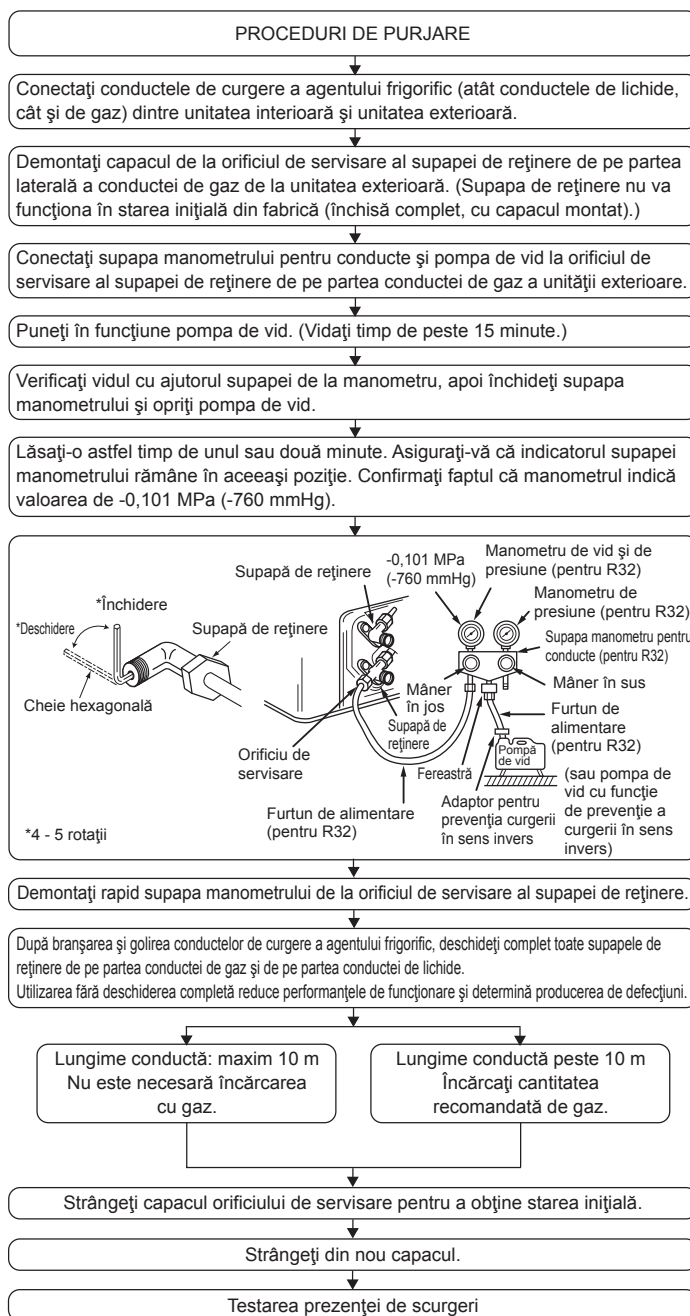 PROCEDURI DE PURJARE
Conectaţi conductele de curgere a agentului frigorific (atât conductele de lichide,
cât şi de gaz) dintre unitatea interioară şi unitatea exterioară.
Demontaţi capacul de la orificiul de servisare al supapei de reţinere de pe partea
laterală a conductei de gaz de la unitatea exterioară. (Supapa de reţinere nu va
funcţiona în starea iniţială din fabrică (închisă complet, cu capacul montat).)
Conectaţi supapa manometrului pentru conducte şi pompa de vid la orificiul de
servisare al supapei de reţinere de pe partea conductei de gaz a unităţii exterioare.
Puneţi în funcţiune pompa de vid. (Vidaţi timp de peste 15 minute.)
Verificaţi vidul cu ajutorul supapei de la manometru, apoi închideţi supapa
manometrului şi opriţi pompa de vid.
Lăsaţi-o astfel timp de unul sau două minute. Asiguraţi-vă că indicatorul supapei
manometrului rămâne în aceeaşi poziţie. Confirmaţi faptul că manometrul indică
valoarea de -0,101 MPa (-760 mmHg).
*Închidere
*Deschidere
Cheie hexagonală
Supapă de reţinere
*4 - 5 rotaţii
Supapă de reţinere
-0,101 MPa
(-760 mmHg)
Manometru de vid şi de
presiune (pentru R32)
Manometru de
presiune (pentru R32)
Supapa manometru pentru
conducte (pentru R32)
Mâner
în jos
Mâner în sus
Supapă de
reţinere
Orificiu de
servisare
Furtun de alimentare
(pentru R32)
Fereastră
Furtun de
alimentare
(pentru R32)
Pompă
de vid
Adaptor pentru
prevenţia curgerii
în sens invers
(sau pompa de
vid cu funcţie
de prevenţie a
curgerii în sens
invers)
Demontaţi rapid supapa manometrului de la orificiul de servisare al supapei de reţinere.
După branşarea şi golirea conductelor de curgere a agentului frigorific, deschideţi complet toate supapele de
reţinere de pe partea conductei de gaz şi de pe partea conductei de lichide.
Utilizarea fără deschiderea completă reduce performanţele de funcţionare şi determină producerea de defecţiuni.
Lungime conductă: maxim 10 m
Nu este necesară încărcarea
cu gaz.
Lungime conductă peste 10 m
Încărcaţi cantitatea
recomandată de gaz.
Strângeţi capacul orificiului de servisare pentru a obţine starea iniţială.
Strângeţi din nou capacul.
Testarea prezenţei de scurgeri